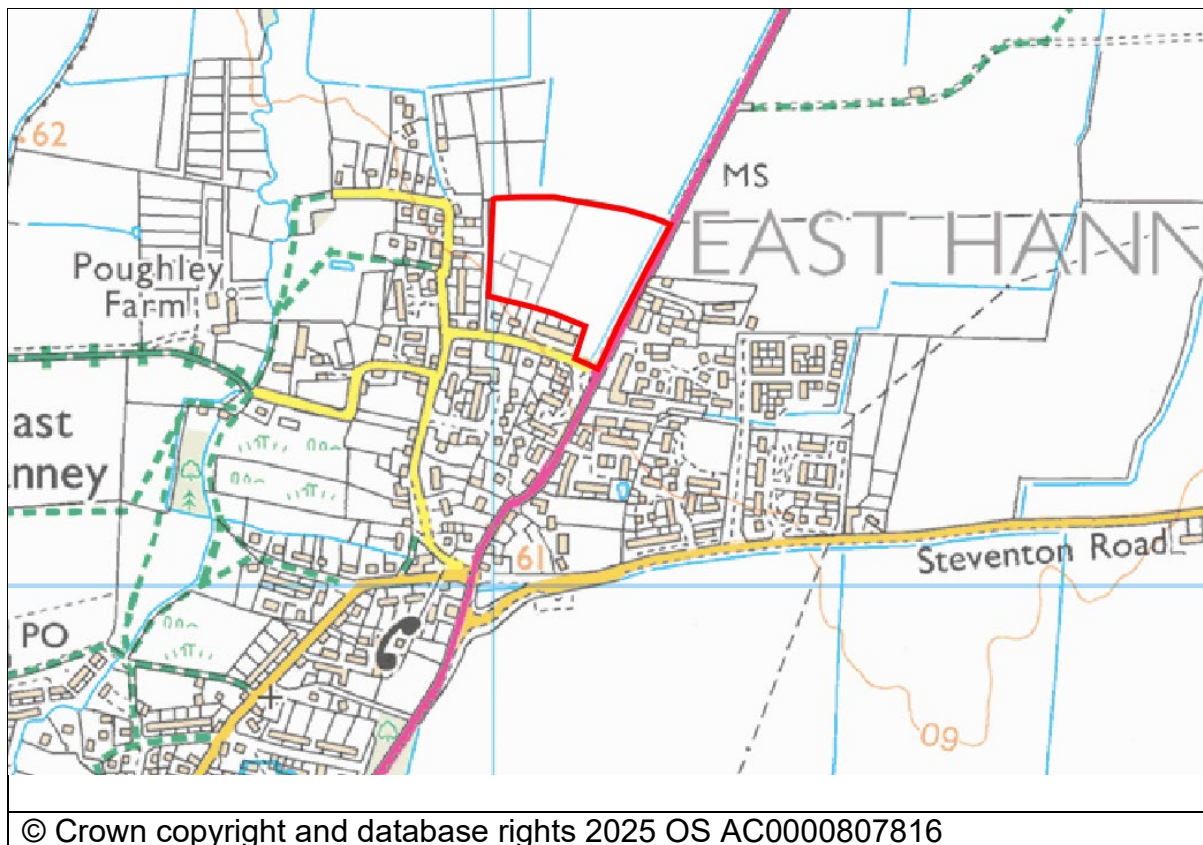 62
MS
EAST HANN
Poughley
Farm
ast
nney
61
Steventon Road
PO
60
© Crown copyright and database rights 2025 OS AC0000807816